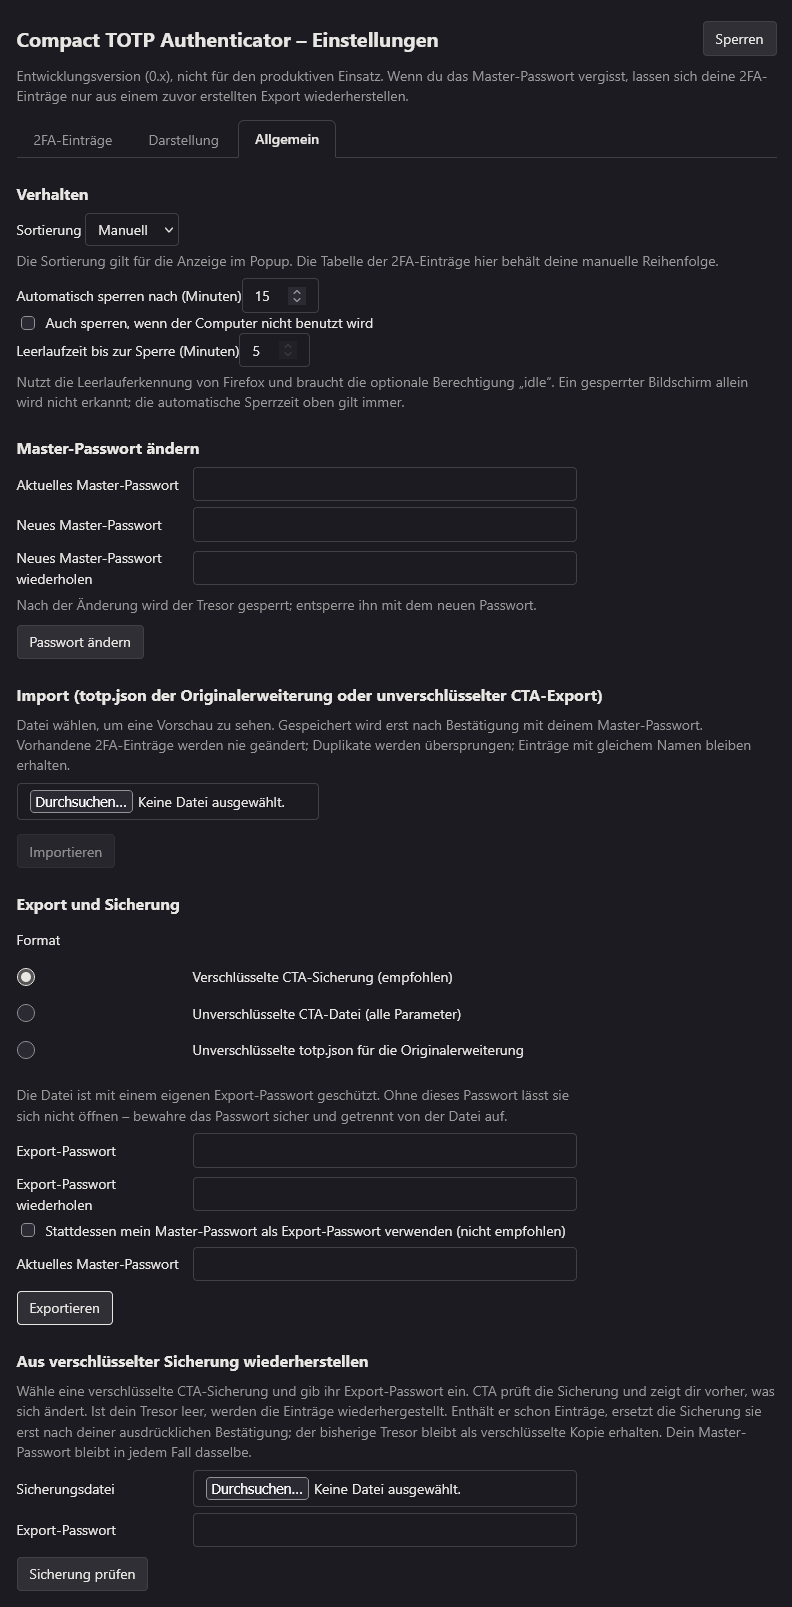 Compact TOTP Authenticator – Einstellungen
Sperren
Entwicklungsversion (0.x), nicht für den produktiven Einsatz. Wenn du das Master-Passwort vergisst, lassen sich deine 2FA-
Einträge nur aus einem zuvor erstellten Export wiederherstellen.
2FA-Einträge
Darstellung
Allgemein
Verhalten
Sortierung Manuell
Die Sortierung gilt für die Anzeige im Popup. Die Tabelle der 2FA-Einträge hier behält deine manuelle Reihenfolge.
Automatisch sperren nach (Minuten) 15
Auch sperren, wenn der Computer nicht benutzt wird
Leerlaufzeit bis zur Sperre (Minuten) 5
Nutzt die Leerlauferkennung von Firefox und braucht die optionale Berechtigung „idle“. Ein gesperrter Bildschirm allein
wird nicht erkannt; die automatische Sperrzeit oben gilt immer.
Master-Passwort ändern
Aktuelles Master-Passwort
Neues Master-Passwort
Neues Master-Passwort
wiederholen
Nach der Änderung wird der Tresor gesperrt; entsperre ihn mit dem neuen Passwort.
Passwort ändern
Import (totp.json der Originalerweiterung oder unverschlüsselter CTA-Export)
Datei wählen, um eine Vorschau zu sehen. Gespeichert wird erst nach Bestätigung mit deinem Master-Passwort.
Vorhandene 2FA-Einträge werden nie geändert; Duplikate werden übersprungen; Einträge mit gleichem Namen bleiben
erhalten.
Durchsuchen... Keine Datei ausgewählt.
Importieren
Export und Sicherung
Format
Verschlüsselte CTA-Sicherung (empfohlen)
Unverschlüsselte CTA-Datei (alle Parameter)
Unverschlüsselte totp.json für die Originalerweiterung
Die Datei ist mit einem eigenen Export-Passwort geschützt. Ohne dieses Passwort lässt sie
sich nicht öffnen – bewahre das Passwort sicher und getrennt von der Datei auf.
Export-Passwort
Export-Passwort
wiederholen
Stattdessen mein Master-Passwort als Export-Passwort verwenden (nicht empfohlen)
Aktuelles Master-Passwort
Exportieren
Aus verschlüsselter Sicherung wiederherstellen
Wähle eine verschlüsselte CTA-Sicherung und gib ihr Export-Passwort ein. CTA prüft die Sicherung und zeigt dir vorher, was
sich ändert. Ist dein Tresor leer, werden die Einträge wiederhergestellt. Enthält er schon Einträge, ersetzt die Sicherung sie
erst nach deiner ausdrücklichen Bestätigung; der bisherige Tresor bleibt als verschlüsselte Kopie erhalten. Dein Master-
Passwort bleibt in jedem Fall dasselbe.
Sicherungsdatei
Durchsuchen... Keine Datei ausgewählt.
Export-Passwort
Sicherung prüfen